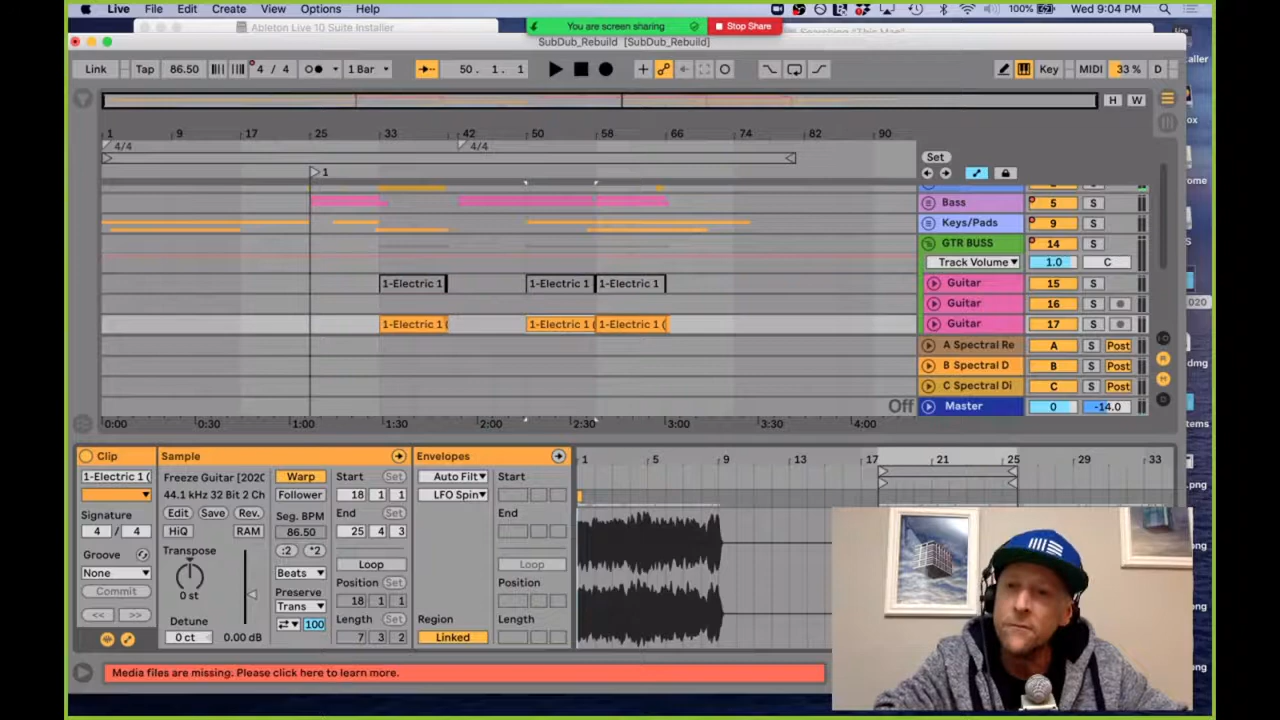 Live File Edit Create View Options Help 100% Wed 9:04 PM
Ableton Live 10 Suite Installer You are screen sharing Stop Share Searching "This Mac"
SubDub_Rebuild [SubDub_Rebuild]
Link Tap 86.50 4 / 4 1 Bar 50. 1. 1 Key MIDI 33 % D
H W
1 9 17 25 33 42 50 58 66 74 82 90
4/4 4/4
Set
1
Bass 5 S
Keys/Pads 9 S
GTR BUSS 14 S
Track Volume 1.0 C
1-Electric 1 1-Electric 1 1-Electric 1 ( Guitar 15 S
Guitar 16 S
1-Electric 1 ( 1-Electric 1 ( 1-Electric 1 ( Guitar 17 S
A Spectral Re A S Post
B Spectral D B S Post
C Spectral Di C S Post
Off Master 0 -14.0
0:00 0:30 1:00 1:30 2:00 2:30 3:00 3:30 4:00
Clip Sample Envelopes 1 5 9 13 17 21 25 29 33
1-Electric 1 ( Freeze Guitar [2020 Warp Start Set Auto Filt Start
44.1 kHz 32 Bit 2 Ch Follower 18 1 1 LFO Spin
Signature Edit Save Rev. Seg. BPM End Set End
4 / 4 HiQ RAM 86.50 25 4 3
Groove Transpose :2 *2 Loop Loop
None Beats Position Set Position
Commit 0 st Preserve 18 1 1
<< >> Trans Length Set Region Length
Detune 100 7 3 2 Linked
0 ct 0.00 dB
Media files are missing. Please click here to learn more.